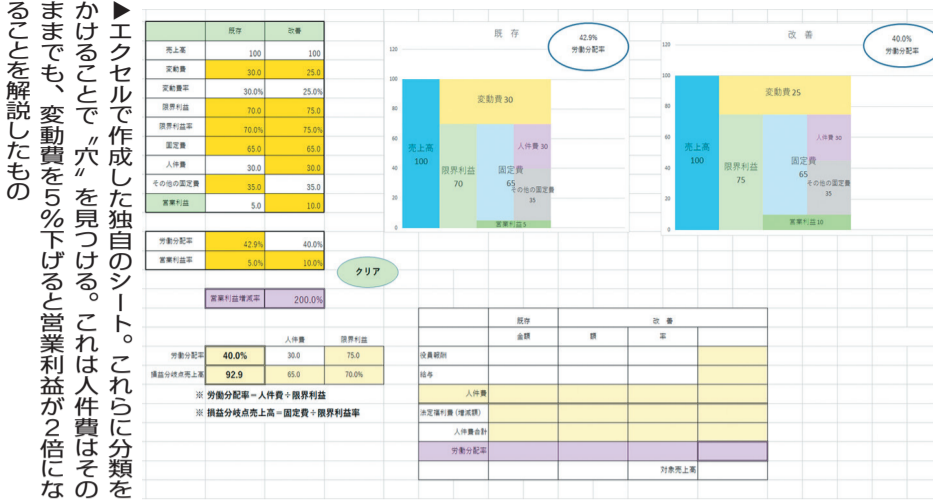 ▶エクセルで作成した独自のシート。これらに分類を
かけることで〝穴〟を見つける。これは人件費はその
ままでも、変動費を5%下げると営業利益が2倍にな
ることを解説したもの
既存 改善
売上高 100 100
変動費 30.0 25.0
変動費率 30.0% 25.0%
限界利益 70.0 75.0
限界利益率 70.0% 75.0%
固定費 65.0 65.0
人件費 30.0 30.0
その他の固定費 35.0 35.0
営業利益 5.0 10.0
労働分配率 42.9% 40.0%
営業利益率 5.0% 10.0%
クリア
営業利益増減率 200.0%
人件費 限界利益
労働分配率 40.0% 30.0 75.0
損益分岐点売上高 92.9 65.0 70.0%
※ 労働分配率=人件費÷限界利益
※ 損益分岐点売上高=固定費÷限界利益率
既 存
42.9%
労働分配率
120
100
80
60
40
20
0
変動費 30
売上高
100
限界利益
70
固定費
65
人件費 30
その他の固定費
35
営業利益 5
改 善
40.0%
労働分配率
120
100
80
60
40
20
0
変動費 25
売上高
100
限界利益
75
固定費
65
人件費 30
その他の固定費
35
営業利益 10
既存 改 善
金額 額 率
役員報酬
給与
人件費
法定福利費(増減額)
人件費合計
労働分配率
対象売上高